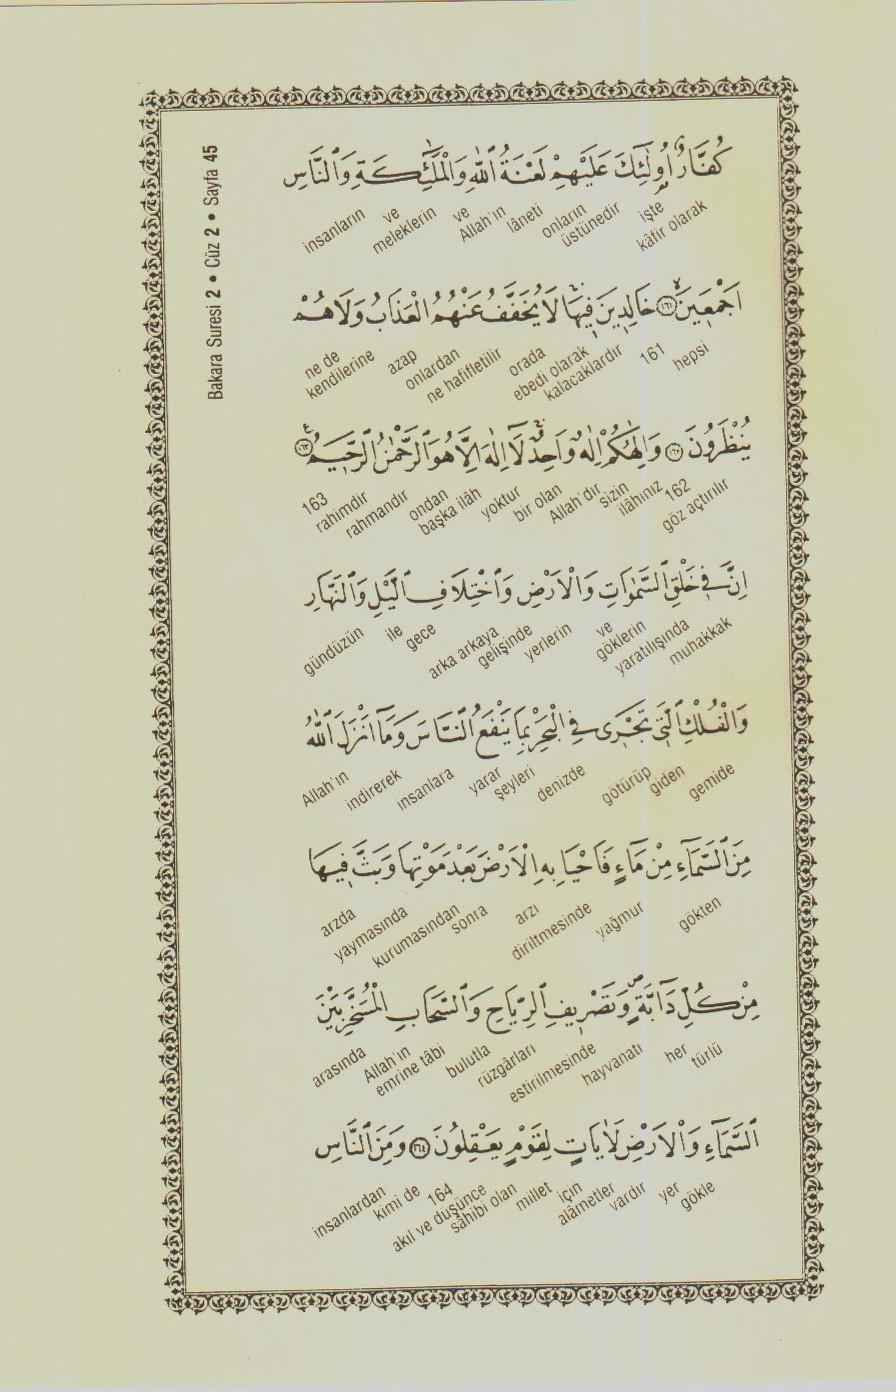 Bakara Suresi 2 • Cüz 2 • Sayfa 45
كُفَّارٌ اُو۬لٰٓئِكَ عَلَيْهِمْ لَعْنَةُ اللّٰهِ وَالْمَلٰٓئِكَةِ وَالنَّاسِ
kâfir olarak işte üstünedir onların lâneti Allah'ın ve meleklerin ve insanların
اَجْمَع۪ينَۙ ﴿١٦١﴾ خَالِد۪ينَ ف۪يهَاۚ لَا يُخَفَّفُ عَنْهُمُ الْعَذَابُ وَلَا هُمْ
hepsi 161 kalacaklardır ebedi olarak orada ne hafifletilir onlardan azap kendilerine ne de
يُنْظَرُونَ ﴿١٦٢﴾ وَاِلٰهُكُمْ اِلٰهٌ وَاحِدٌۚ لَٓا اِلٰهَ اِلَّا هُوَ الرَّحْمٰنُ الرَّح۪يمُ۟ ﴿١٦٣﴾
göz açtırılır 162 ilâhınız sizin Allah'dır bir olan yoktur başka ilâh ondan rahmandır rahimdir 163
اِنَّ ف۪ي خَلْقِ السَّمٰوَاتِ وَالْاَرْضِ وَاخْتِلَافِ الَّيْلِ وَالنَّهَارِ
muhakkak yaratılışında göklerin ve yerlerin gelişinde arka arkaya gece ile gündüzün
وَالْفُلْكِ الَّت۪ي تَجْر۪ي فِي الْبَحْرِ بِمَا يَنْفَعُ النَّاسَ وَمَٓا اَنْزَلَ اللّٰهُ
gemide giden götürüp denizde şeyleri yarar insanlara indirerek Allah'ın
مِنَ السَّمَٓاءِ مِنْ مَٓاءٍ فَاَحْيَا بِهِ الْاَرْضَ بَعْدَ مَوْتِهَا وَبَثَّ ف۪يهَا
gökten yağmur diriltmesinde arzı sonra kurumasından yaymasında arzda
مِنْ كُلِّ دَٓابَّةٍۖ وَتَصْر۪يفِ الرِّيَاحِ وَالسَّحَابِ الْمُسَخَّرِ بَيْنَ
türlü her hayvanatı estirilmesinde rüzgârları bulutla emrine tâbi Allah'ın arasında
السَّمَٓاءِ وَالْاَرْضِ لَاٰيَاتٍ لِقَوْمٍ يَعْقِلُونَ ﴿١٦٤﴾ وَمِنَ النَّاسِ
gökle yer vardır alâmetler için millet sâhibi olan akıl ve düşünce 164 kimi de insanlardan